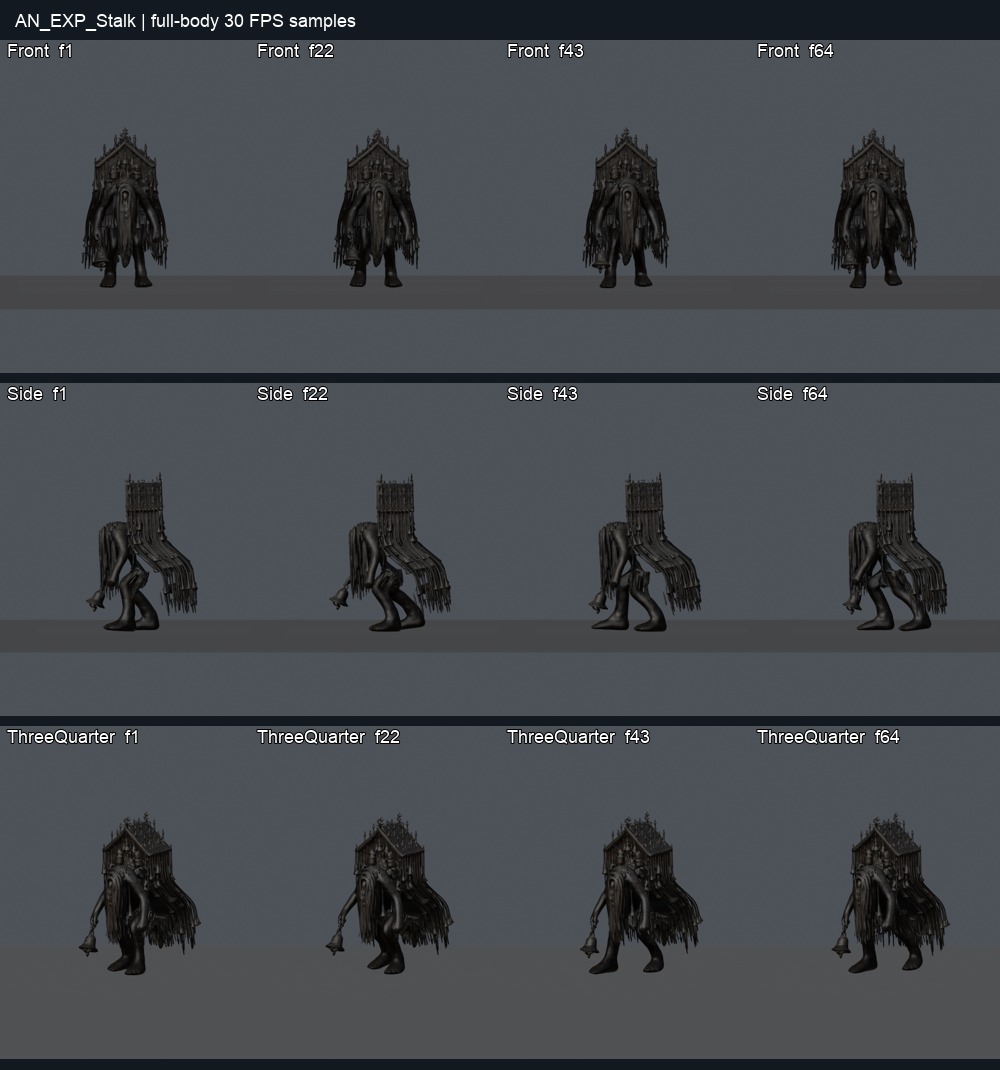 AN_EXP_Stalk | full-body 30 FPS samples
Front f1
Front f22
Front f43
Front f64
Side f1
Side f22
Side f43
Side f64
ThreeQuarter f1
ThreeQuarter f22
ThreeQuarter f43
ThreeQuarter f64